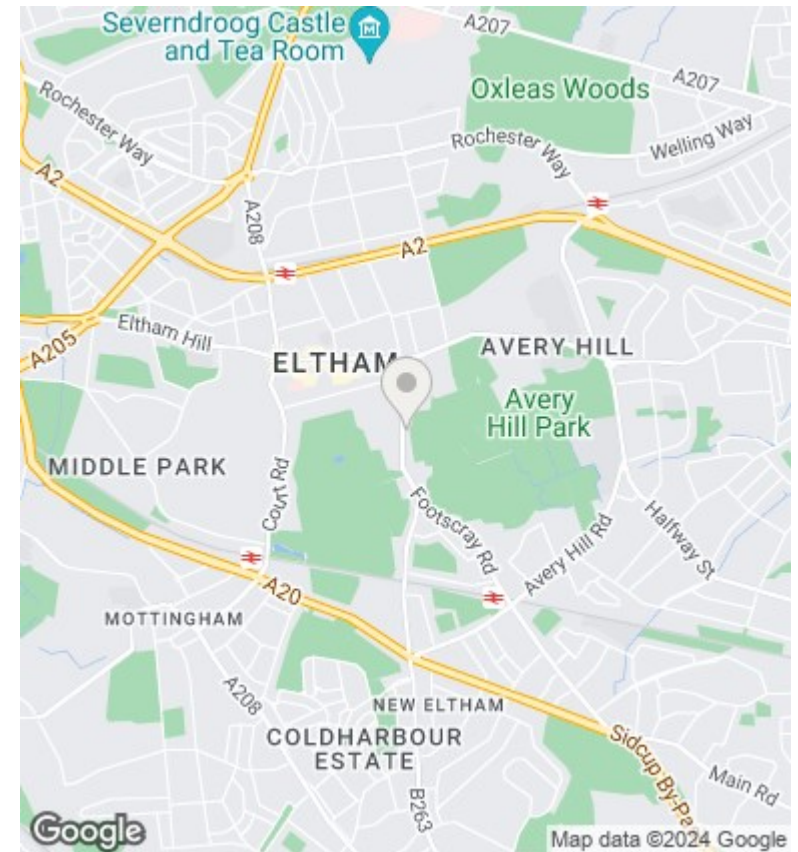 Severndroog Castle
and Tea Room
A207
A207
Oxleas Woods
Rochester Way
Rochester Way
Welling Way
A2
A208
A2
Eltham Hill
A205
ELTHAM
AVERY HILL
Avery
Hill Park
MIDDLE PARK
Court Rd
Footscray Rd
Avery Hill Rd
Halfway St
A20
MOTTINGHAM
A208
NEW ELTHAM
COLDHARBOUR
ESTATE
B263
Sidcup By-Pa
Main Rd
Google
Map data ©2024 Google